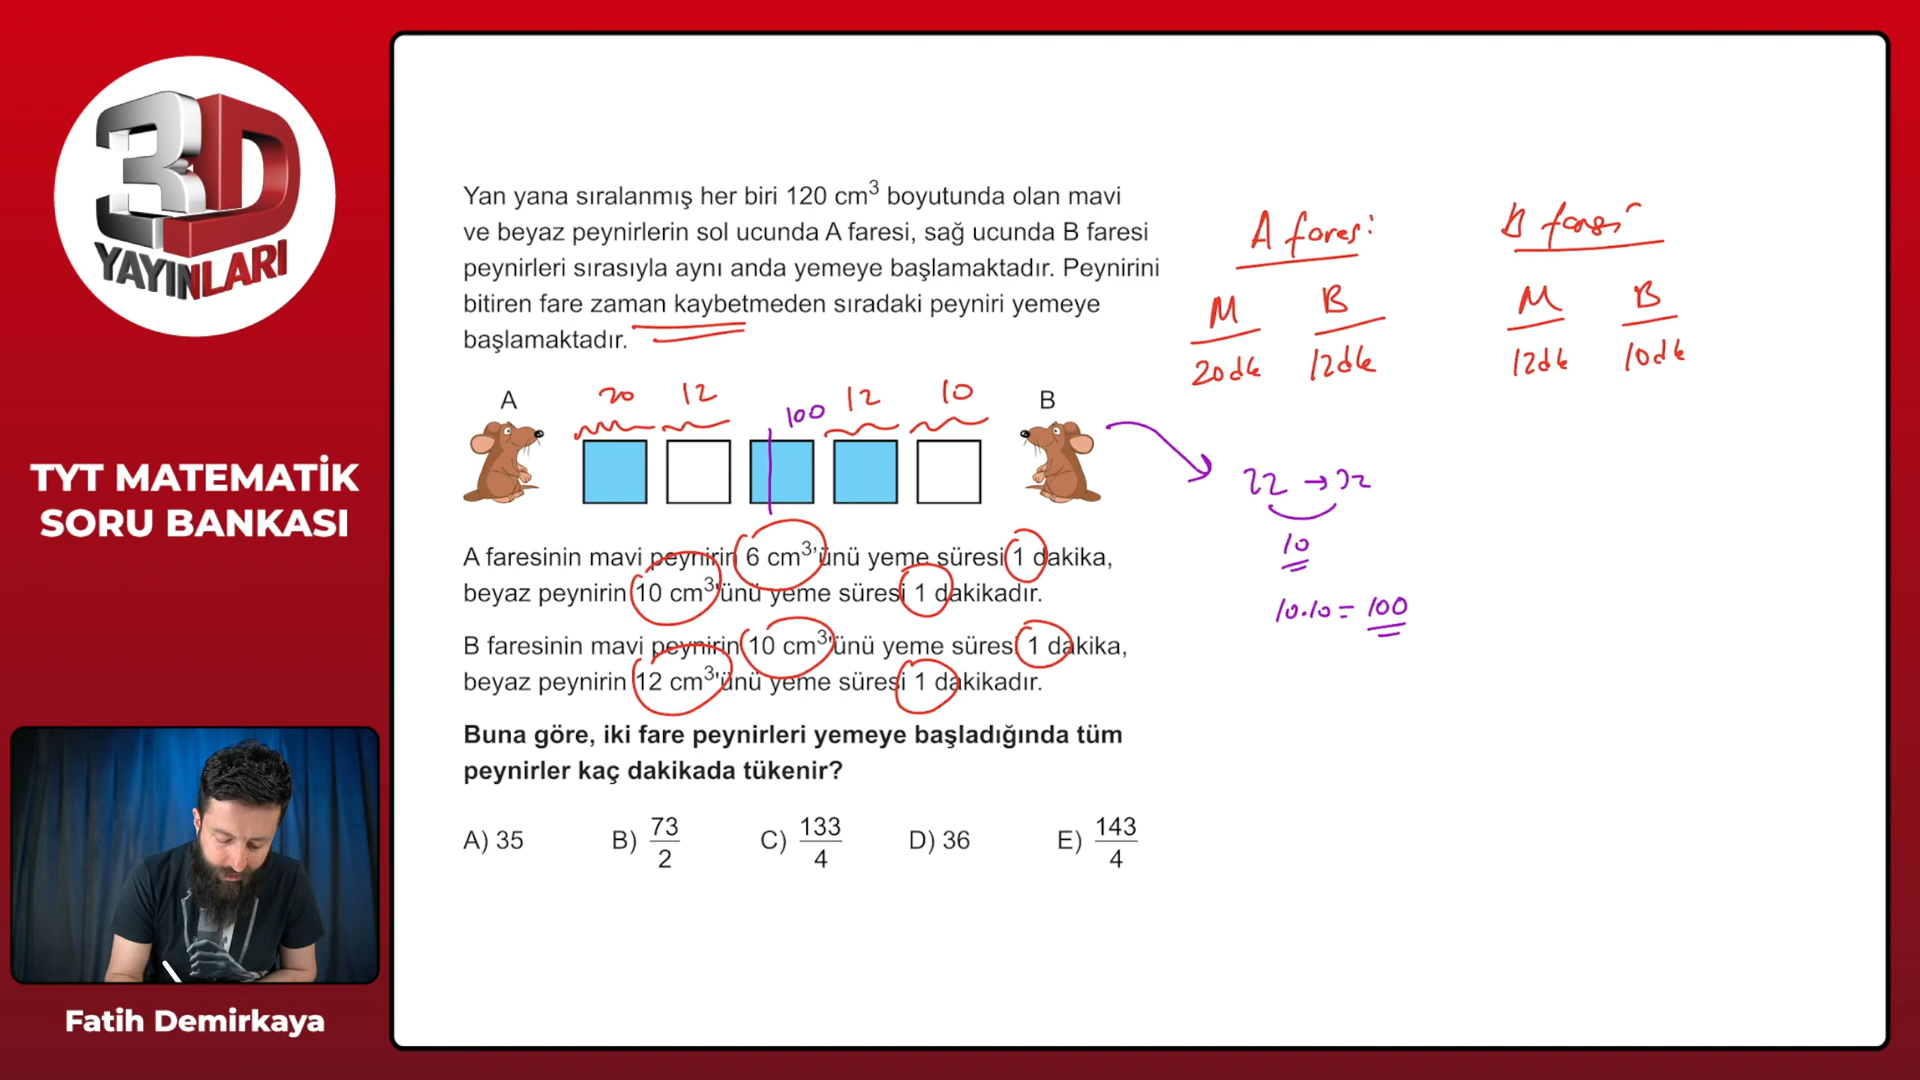 3D
YAYINLARI
TYT MATEMATİK
SORU BANKASI
Fatih Demirkaya
Yan yana sıralanmış her biri 120 cm³ boyutunda olan mavi
ve beyaz peynirlerin sol ucunda A faresi, sağ ucunda B faresi
peynirleri sırasıyla aynı anda yemeye başlamaktadır. Peynirini
bitiren fare zaman kaybetmeden sıradaki peyniri yemeye
başlamaktadır.
A 20 12 100 12 10 B
A faresinin mavi peynirin 6 cm³'ünü yeme süresi 1 dakika,
beyaz peynirin 10 cm³'ünü yeme süresi 1 dakikadır.
B faresinin mavi peynirin 10 cm³'ünü yeme süresi 1 dakika,
beyaz peynirin 12 cm³'ünü yeme süresi 1 dakikadır.
Buna göre, iki fare peynirleri yemeye başladığında tüm
peynirler kaç dakikada tükenir?
A) 35 B) 73/2 C) 133/4 D) 36 E) 143/4
A faresi
M B
20dk 12dk
B faresi
M B
12dk 10dk
22 → 32
10
10.10 = 100